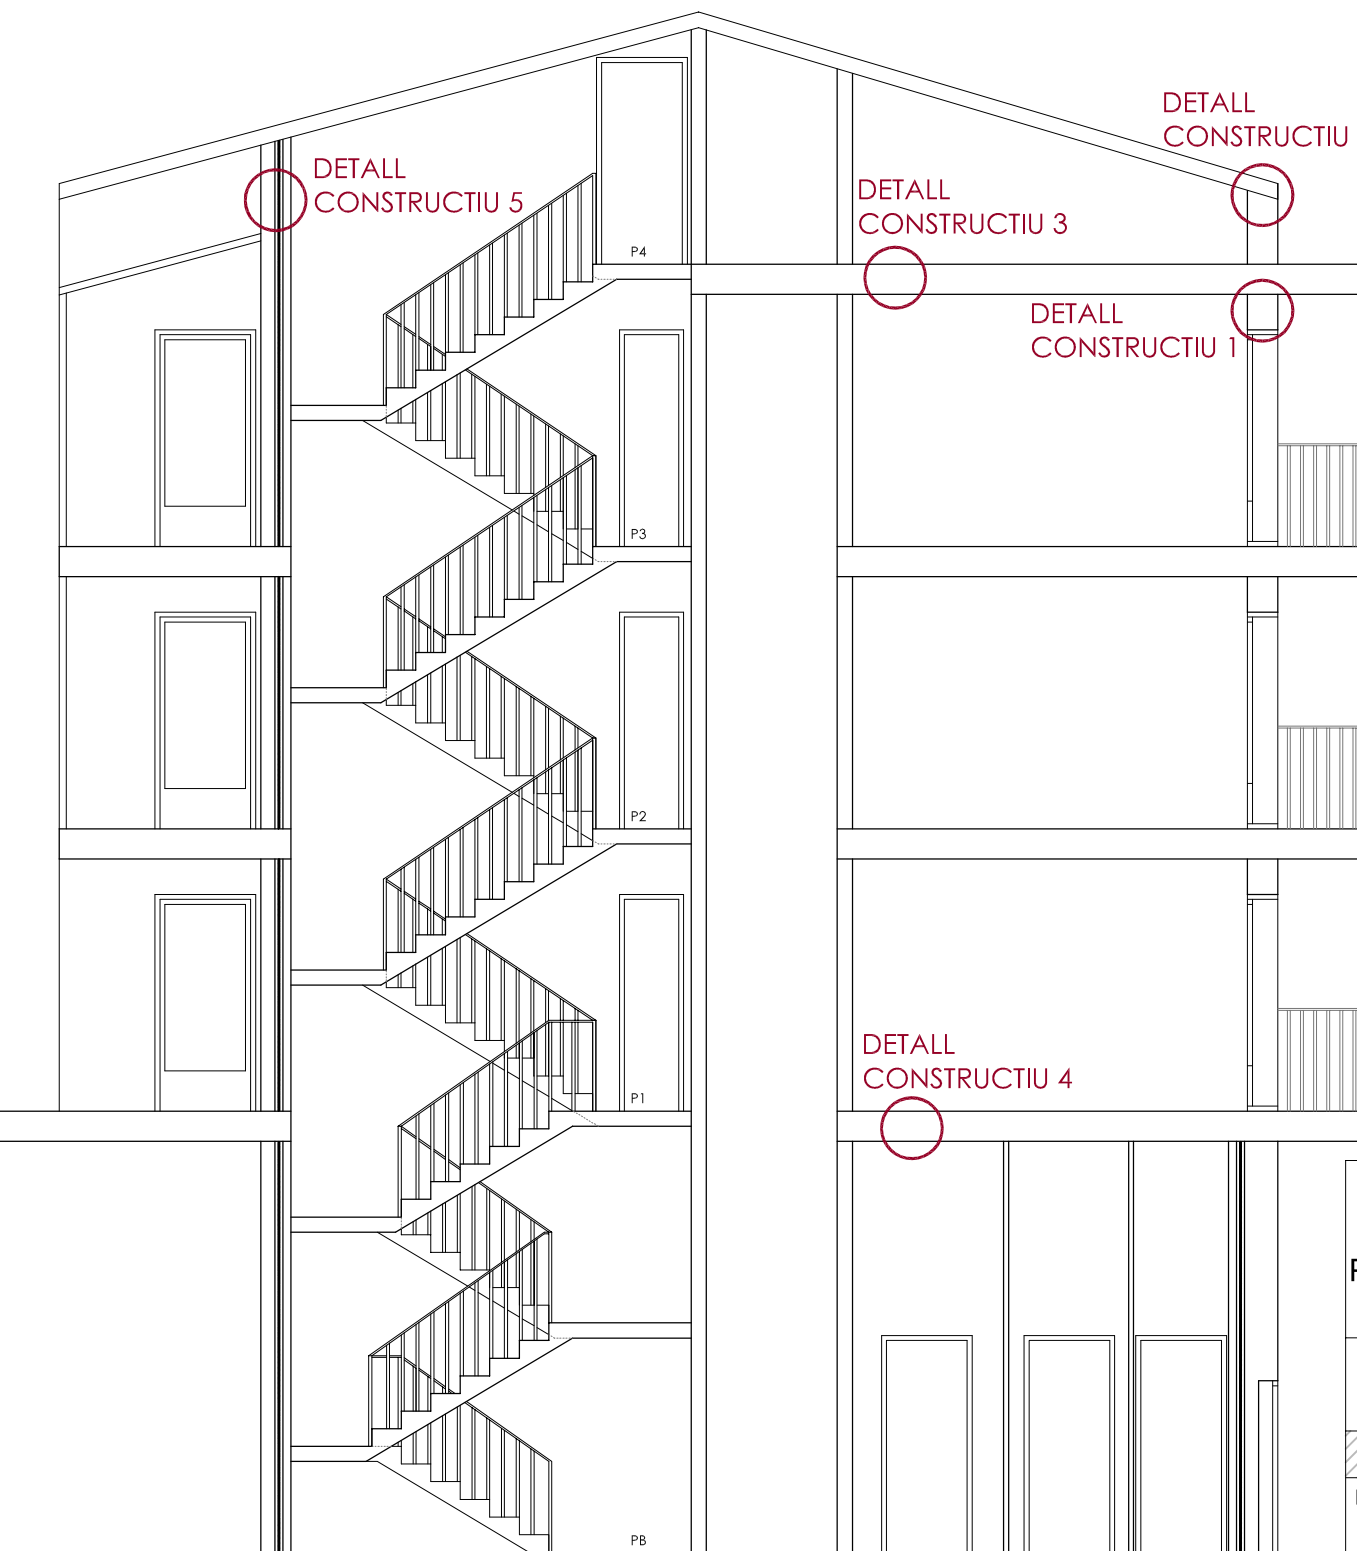 DETALL
CONSTRUCTIU
DETALL
CONSTRUCTIU 5
DETALL
CONSTRUCTIU 3
P4
DETALL
CONSTRUCTIU 1
P3
P2
DETALL
CONSTRUCTIU 4
P1
PB